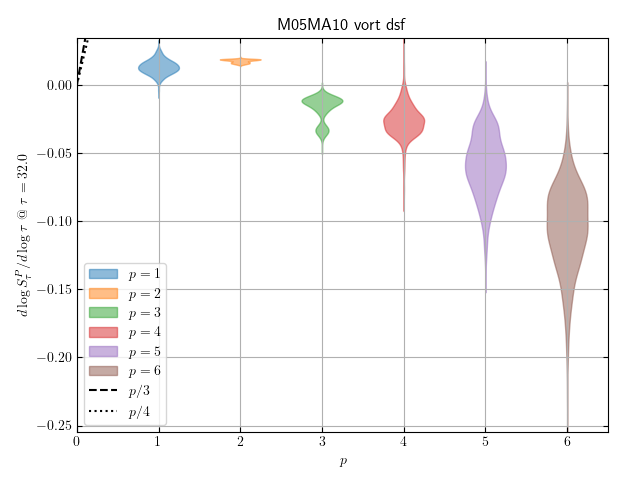 M05MA10 vort dsf
d log S_τ^P / d log τ @ τ = 32.0
0.00
−0.05
−0.10
−0.15
−0.20
−0.25
p = 1
p = 2
p = 3
p = 4
p = 5
p = 6
p/3
p/4
0 1 2 3 4 5 6
p